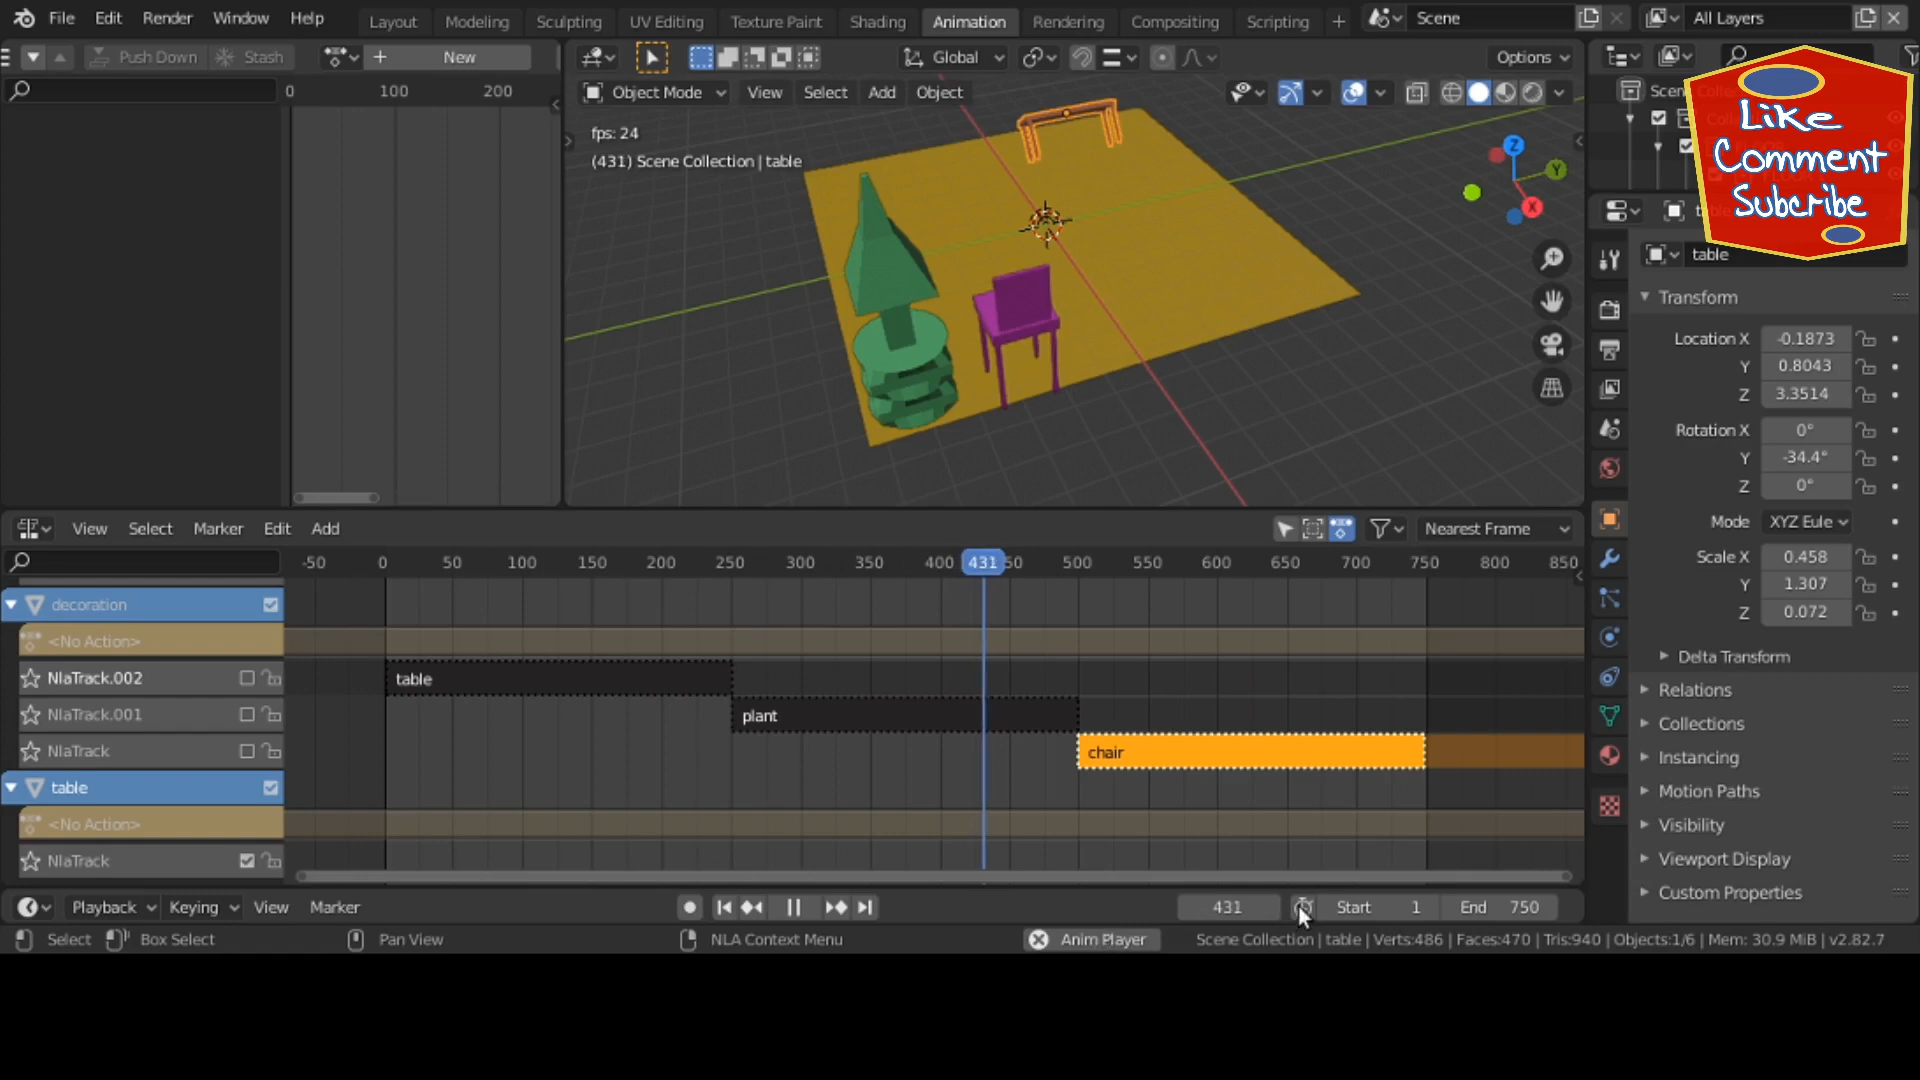 File Edit Render Window Help Layout Modeling Sculpting UV Editing Texture Paint Shading Animation Rendering Compositing Scripting + Scene All Layers
Push Down Stash + New Global Options
0 100 200
Object Mode View Select Add Object
fps: 24
(431) Scene Collection | table
Z
Y
X
Like
Comment
Subcribe
table
Transform
Location X -0.1873
Y 0.8043
Z 3.3514
Rotation X 0°
Y -34.4°
Z 0°
Mode XYZ Eule
Scale X 0.458
Y 1.307
Z 0.072
Delta Transform
Relations
Collections
Instancing
Motion Paths
Visibility
Viewport Display
Custom Properties
View Select Marker Edit Add Nearest Frame
-50 0 50 100 150 200 250 300 350 400 431 50 500 550 600 650 700 750 800 850
decoration
<No Action>
NlaTrack.002 table
NlaTrack.001 plant
NlaTrack chair
table
<No Action>
NlaTrack
Playback Keying View Marker 431 Start 1 End 750
Select Box Select Pan View NLA Context Menu Anim Player Scene Collection | table | Verts:486 | Faces:470 | Tris:940 | Objects:1/6 | Mem: 30.9 MiB | v2.82.7